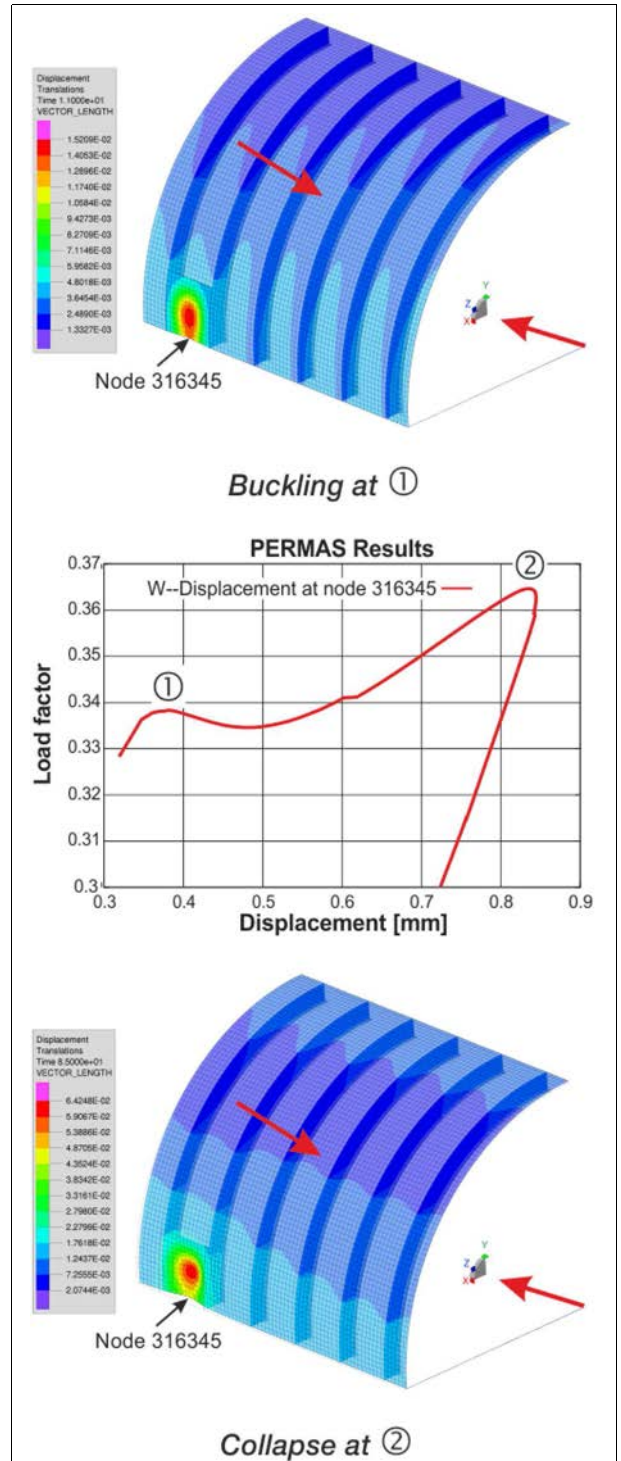 Displacement
Translations
Time 1.1000e+01
VECTOR_LENGTH
1.5209E-02
1.4053E-02
1.2896E-02
1.1740E-02
1.0584E-02
9.4273E-03
8.2709E-03
7.1146E-03
5.9582E-03
4.8018E-03
3.6454E-03
2.4890E-03
1.3327E-03
Y
Z
X
Node 316345
Buckling at ①
PERMAS Results
W--Displacement at node 316345
①
②
Load factor
0.37
0.36
0.35
0.34
0.33
0.32
0.31
0.3
0.3 0.4 0.5 0.6 0.7 0.8 0.9
Displacement [mm]
Displacement
Translations
Time 8.5000e+01
VECTOR_LENGTH
6.4248E-02
5.9067E-02
5.3886E-02
4.8705E-02
4.3524E-02
3.8342E-02
3.3161E-02
2.7980E-02
2.2799E-02
1.7618E-02
1.2437E-02
7.2555E-03
2.0744E-03
Y
Z
X
Node 316345
Collapse at ②